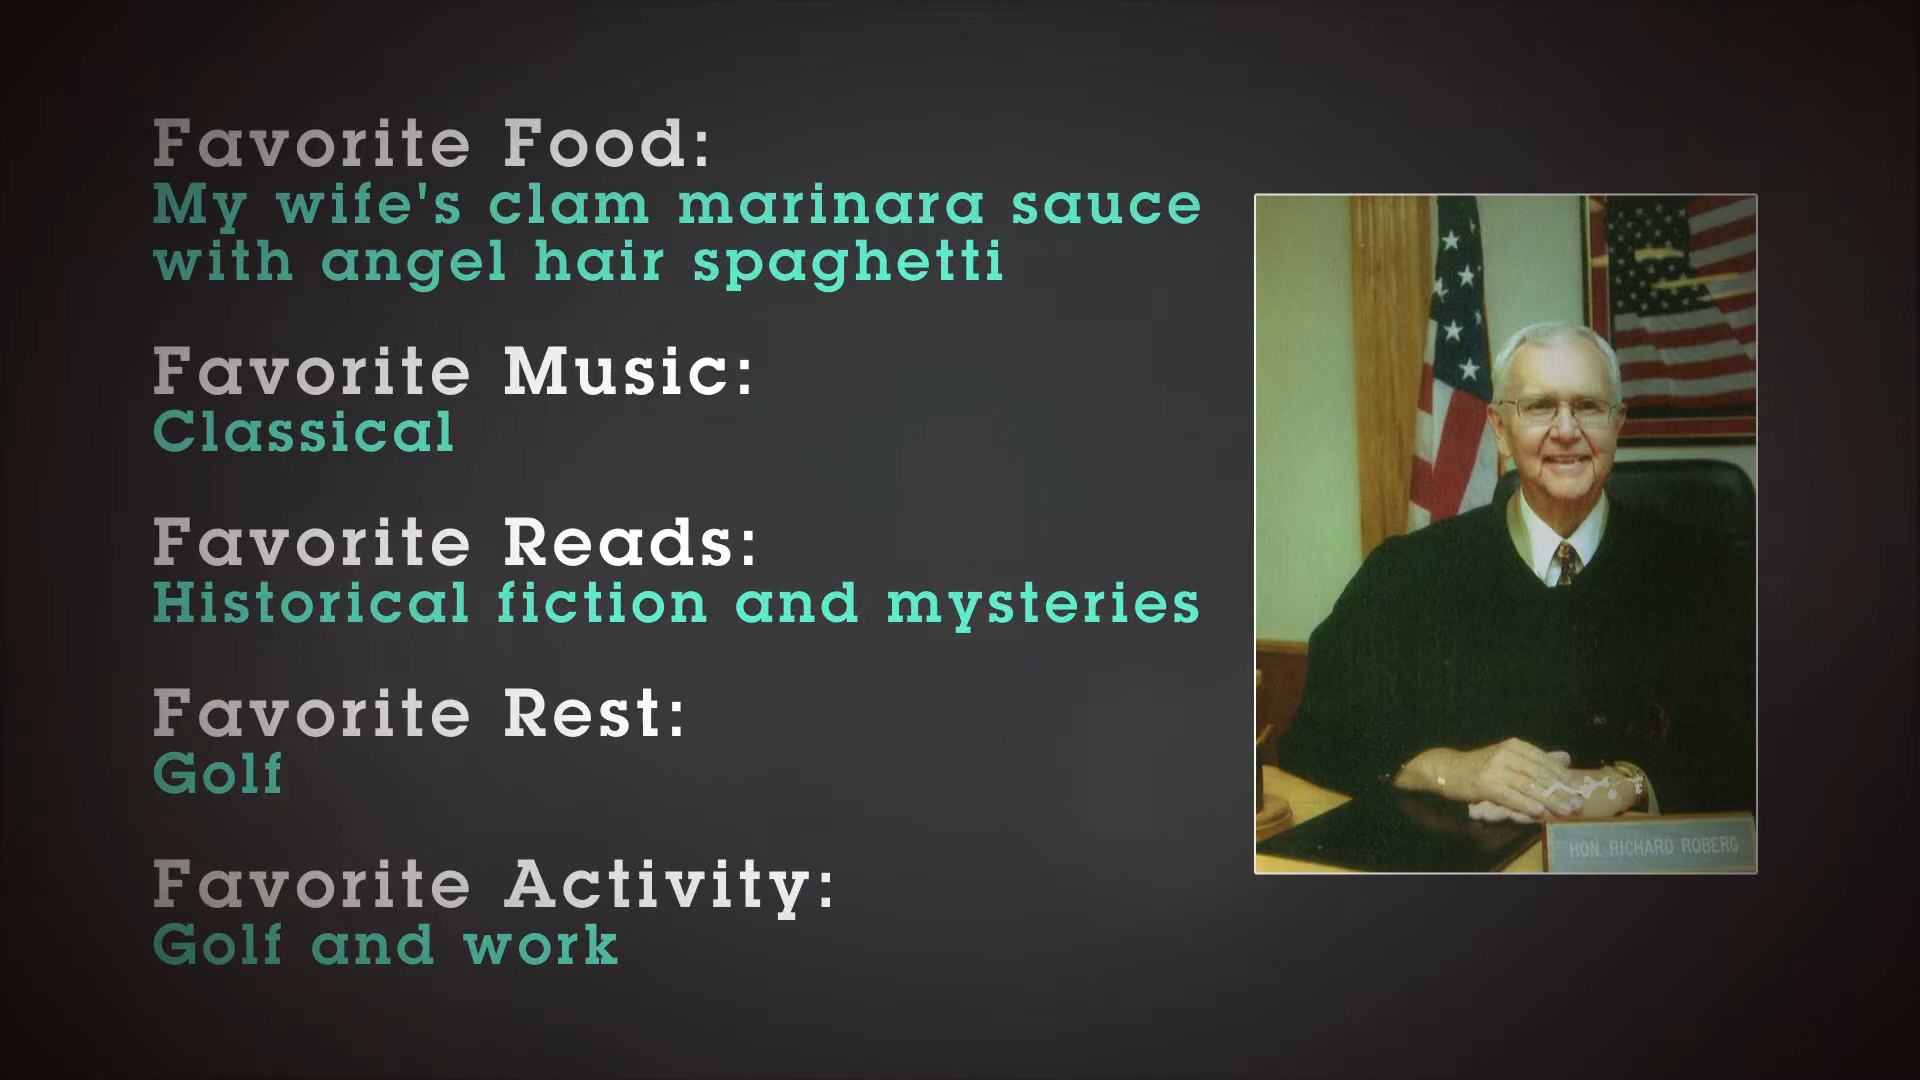 Favorite Food:
My wife's clam marinara sauce
with angel hair spaghetti
Favorite Music:
Classical
Favorite Reads:
Historical fiction and mysteries
Favorite Rest:
Golf
Favorite Activity:
Golf and work
HON. RICHARD ROBERG